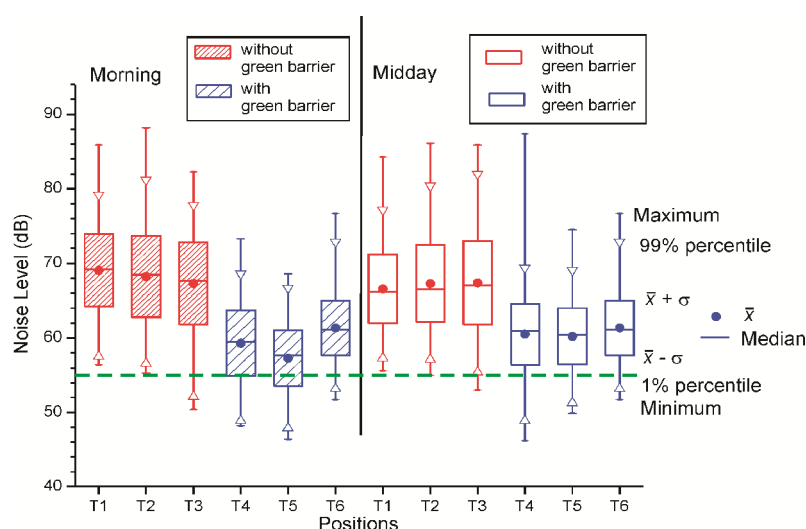 Morning
without
green barrier
with
green barrier
Midday
without
green barrier
with
green barrier
Noise Level (dB)
90
80
70
60
50
40
Maximum
99% percentile
x̄ + σ
x̄
Median
x̄ - σ
1% percentile
Minimum
T1 T2 T3 T4 T5 T6 T1 T2 T3 T4 T5 T6
Positions